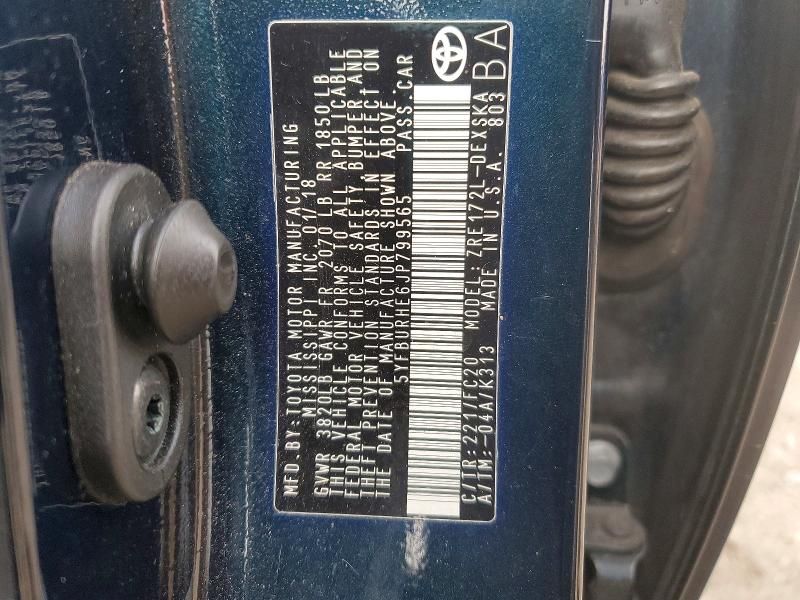 MFD. BY: TOYOTA MOTOR MANUFACTURING
MISSISSIPPI INC. 01/18
GVWR 3820LB GAWR FR 2070 LB RR 1850 LB
THIS VEHICLE CONFORMS TO ALL APPLICABLE
FEDERAL MOTOR VEHICLE SAFETY, BUMPER, AND
THEFT PREVENTION STANDARDS IN EFFECT ON
THE DATE OF MANUFACTURE SHOWN ABOVE.
5YFBURHE6JP799565 PASS. CAR
C/TR: 221/FC20 MODEL: ZRE172L-DEXSKA
A/TM: -04A/K313 MADE IN U.S.A. 803
BA